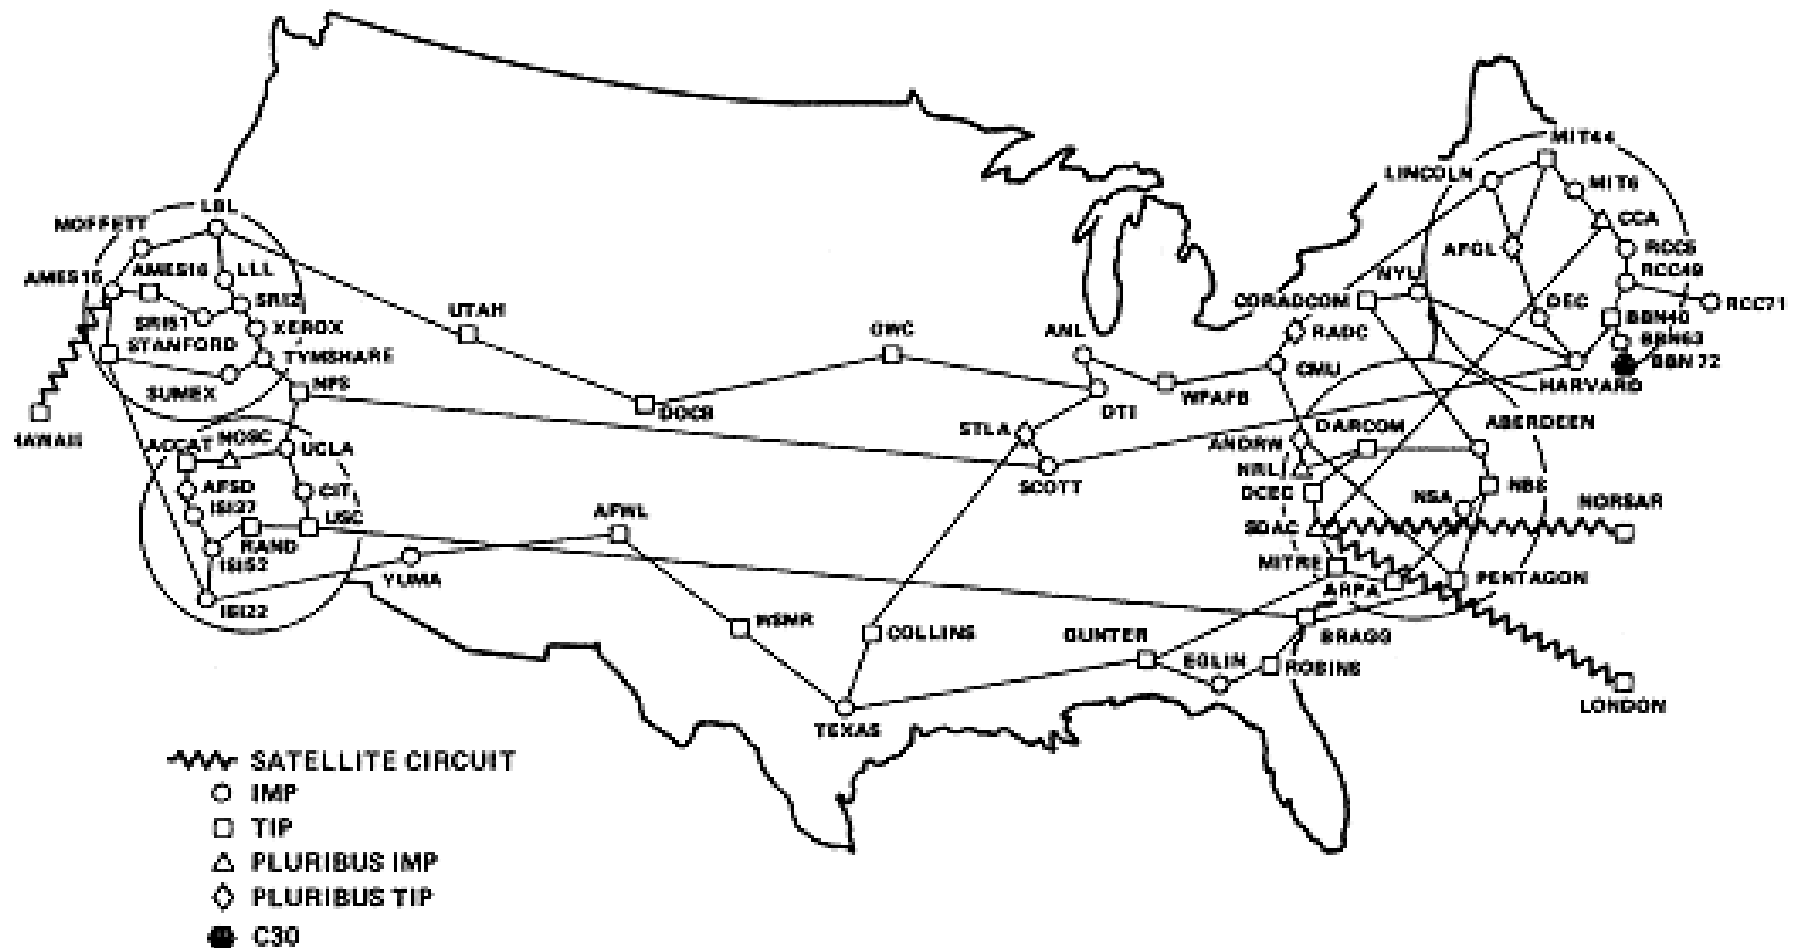 MIT44
LINCOLN
MIT6
LBL
MOFFETT
CCA
AFGL
RCC5
AMES16
LLL
RCC49
AMES15
NYU
SRI2
CORADCOM
DEC
RCC71
UTAH
SRI51
XEROX
OWC
ANL
RADC
BBN40
STANFORD
BBN63
TYMSHARE
CMU
BBN 72
SUMEX
NPS
DOCB
DTI
WPAFB
HARVARD
HAWAII
ACCAT
NOSC
UCLA
STLA
ANDRW
DARCOM
ABERDEEN
NRL
AFSD
CIT
SCOTT
DCEC
NSA
NBS
NORSAR
ISI27
USC
AFWL
SDAC
RAND
ISI52
YUMA
MITRE
ARPA
PENTAGON
ISI22
WSMR
COLLINS
GUNTER
BRAGG
EGLIN
ROBINS
LONDON
TEXAS
SATELLITE CIRCUIT
IMP
TIP
PLURIBUS IMP
PLURIBUS TIP
C30